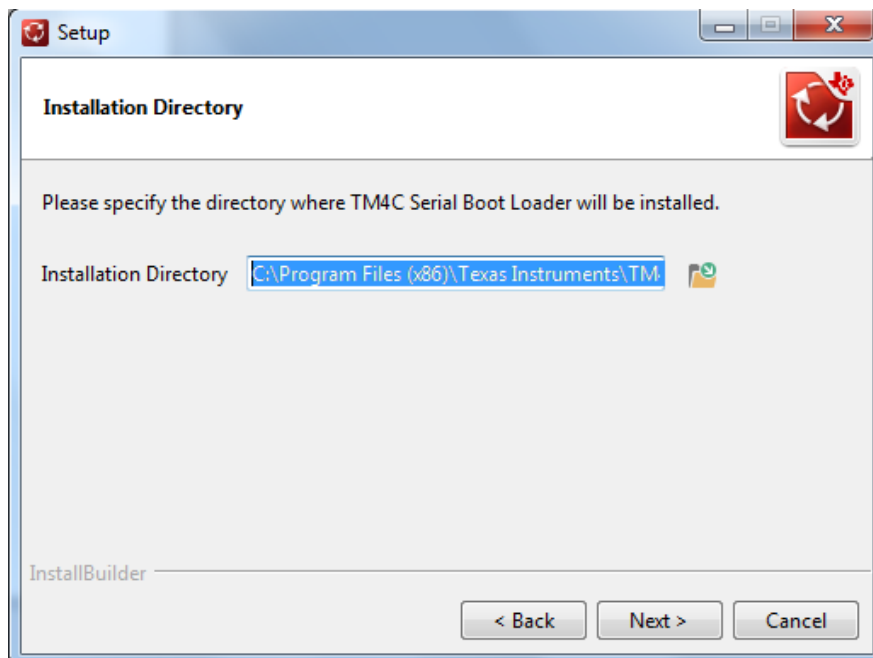 Setup
Installation Directory
Please specify the directory where TM4C Serial Boot Loader will be installed.
Installation Directory C:\Program Files (x86)\Texas Instruments\TM4
InstallBuilder
< Back Next > Cancel